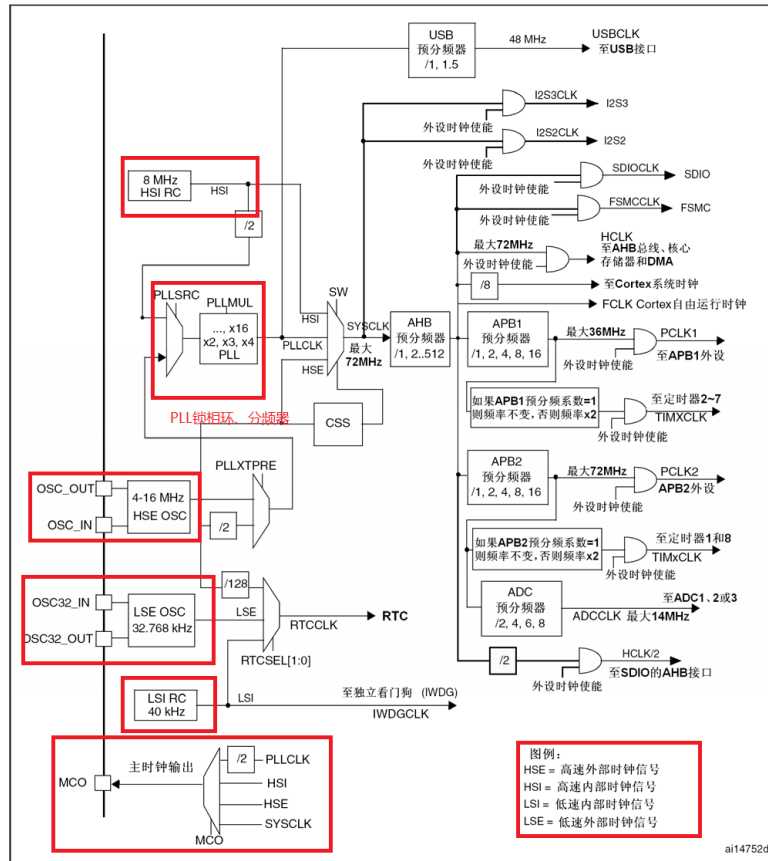 USB
预分频器
/1, 1.5
48 MHz
USBCLK
至USB接口
I2S3CLK
I2S3
外设时钟使能
I2S2CLK
I2S2
外设时钟使能
8 MHz
HSI RC
HSI
/2
SDIOCLK
SDIO
外设时钟使能
FSMCCLK
FSMC
外设时钟使能
HCLK
最大72MHz
至AHB总线、核心
存储器和DMA
外设时钟使能
/8
至Cortex系统时钟
FCLK Cortex自由运行时钟
PLLSRC
PLLMUL
..., x16
x2, x3, x4
PLL
SW
HSI
PLLCLK
HSE
SYSCLK
最大
72MHz
AHB
预分频器
/1, 2..512
APB1
预分频器
/1, 2, 4, 8, 16
最大36MHz
PCLK1
至APB1外设
外设时钟使能
PLL锁相环、分频器
CSS
如果APB1预分频系数=1
则频率不变，否则频率x2
至定时器2~7
TIMXCLK
外设时钟使能
PLLXTPRE
OSC_OUT
OSC_IN
4-16 MHz
HSE OSC
/2
APB2
预分频器
/1, 2, 4, 8, 16
最大72MHz
PCLK2
APB2外设
外设时钟使能
如果APB2预分频系数=1
则频率不变，否则频率x2
至定时器1和8
TIMxCLK
外设时钟使能
/128
OSC32_IN
OSC32_OUT
LSE OSC
32.768 kHz
LSE
RTCCLK
RTC
RTCSEL[1:0]
ADC
预分频器
/2, 4, 6, 8
至ADC1、2或3
ADCCLK 最大14MHz
/2
HCLK/2
至SDIO的AHB接口
外设时钟使能
LSI RC
40 kHz
LSI
至独立看门狗 (IWDG)
IWDGCLK
MCO
主时钟输出
/2
PLLCLK
HSI
HSE
SYSCLK
MCO
图例：
HSE = 高速外部时钟信号
HSI = 高速内部时钟信号
LSI = 低速内部时钟信号
LSE = 低速外部时钟信号
ai14752d